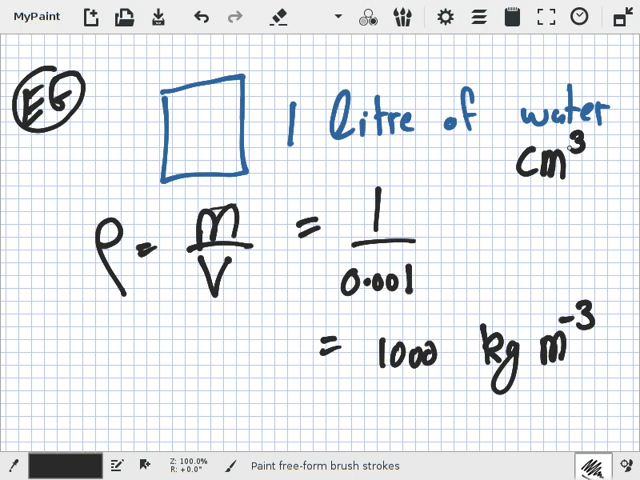 MyPaint
EG
1 litre of water
cm³
ρ = m/V = 1/0.001
= 1000 kg m⁻³
Z: 100.0%
R: +0.0°
Paint free-form brush strokes